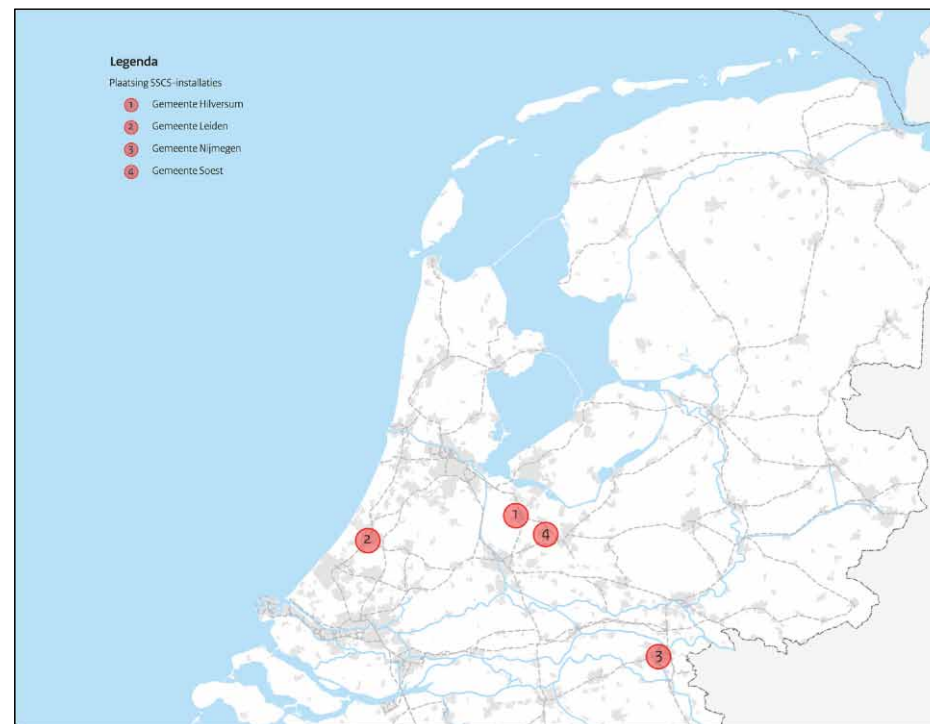 Legenda
Plaatsing SSCS-installaties
1 Gemeente Hilversum
2 Gemeente Leiden
3 Gemeente Nijmegen
4 Gemeente Soest
1
4
2
3